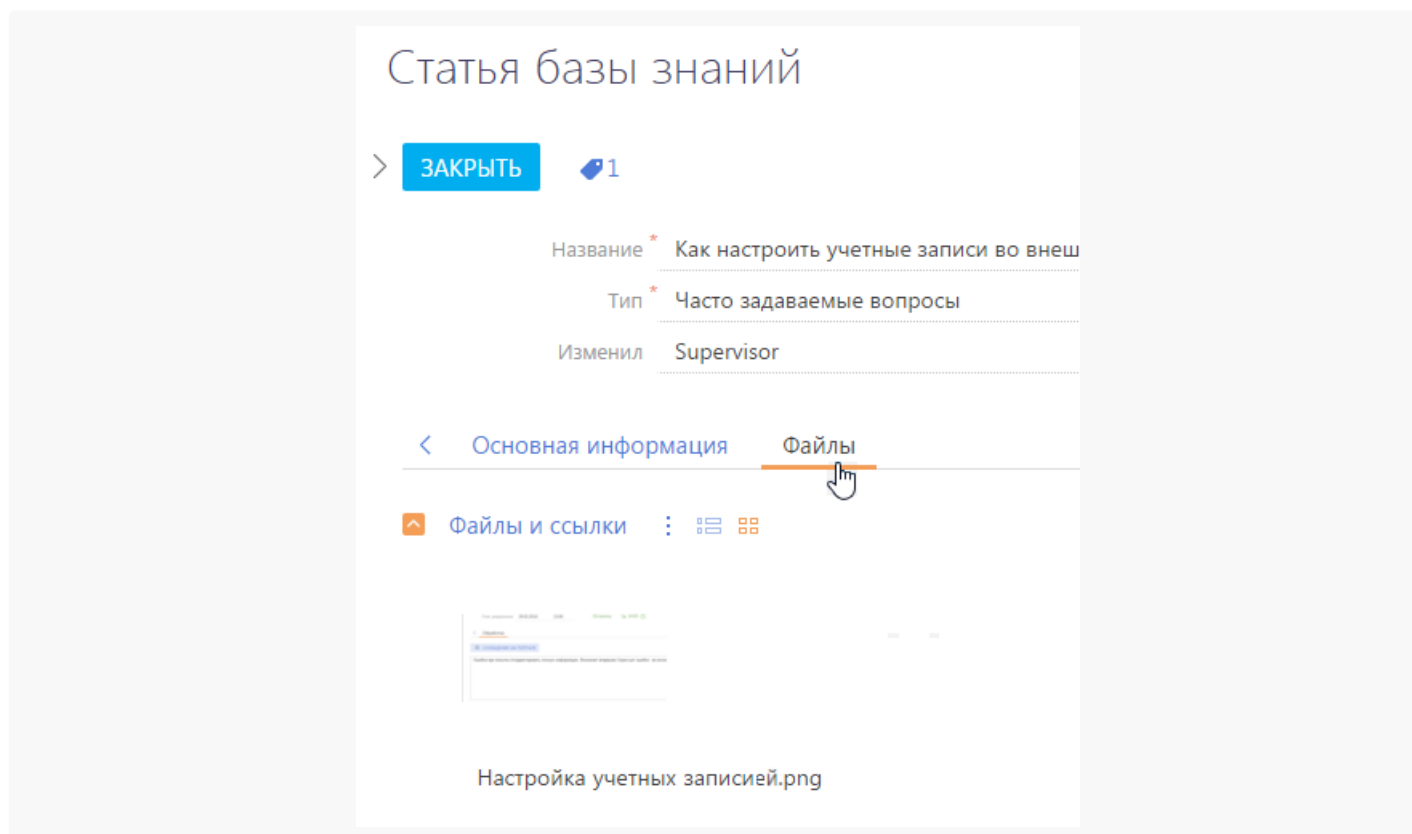 Статья базы знаний
ЗАКРЫТЬ 1
Название * Как настроить учетные записи во внеш
Тип * Часто задаваемые вопросы
Изменил Supervisor
Основная информация Файлы
Файлы и ссылки
Настройка учетных записией.png